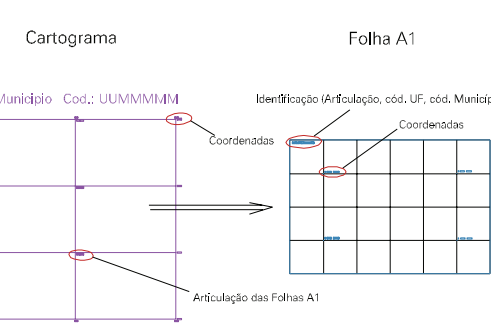 Cartograma
Folha A1
Município Cod.: UUMMMMM
Identificação (Articulação, cód. UF, cód. Municíp
Coordenadas
Coordenadas
Articulação das Folhas A1